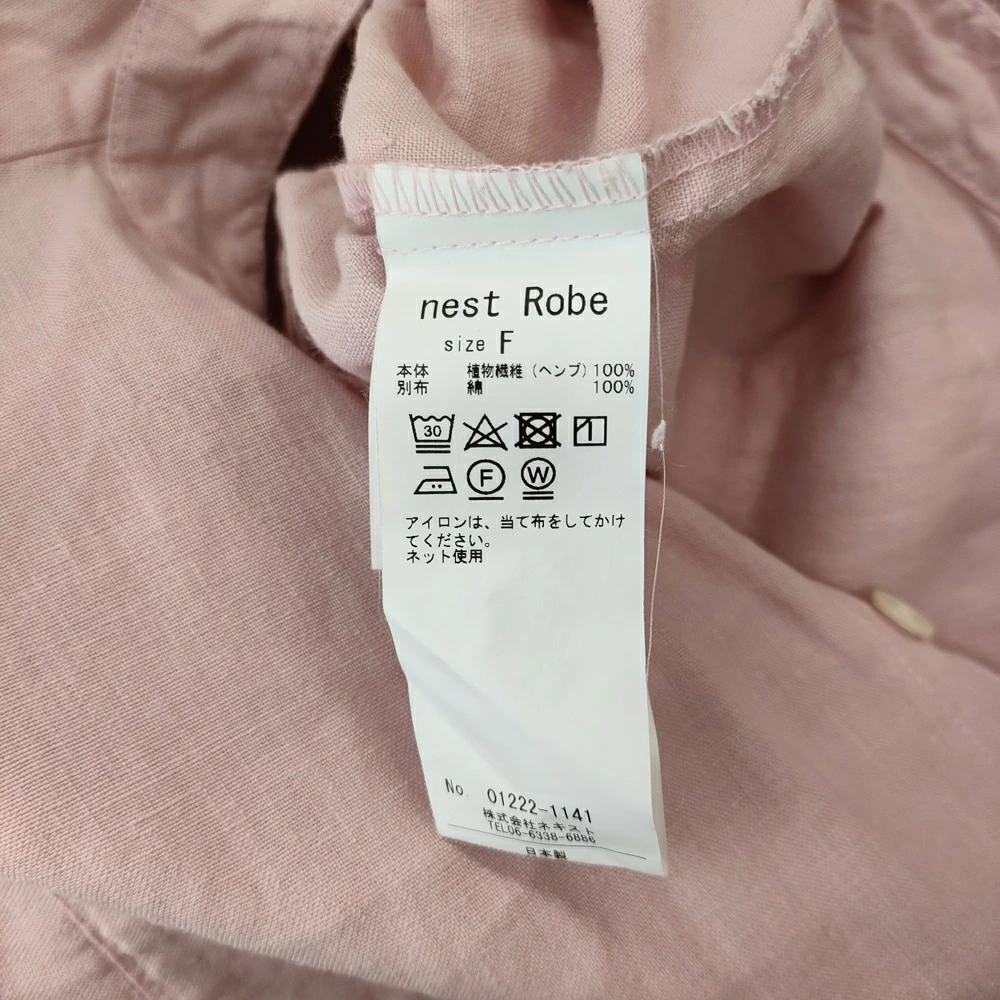 nest Robe
size F
本体 植物繊維（ヘンプ）100%
別布 綿 100%
30
F W
アイロンは、当て布をしてかけ
てください。
ネット使用
No. 01222-1141
株式会社ネキスト
TEL06-6338-6886
日本製